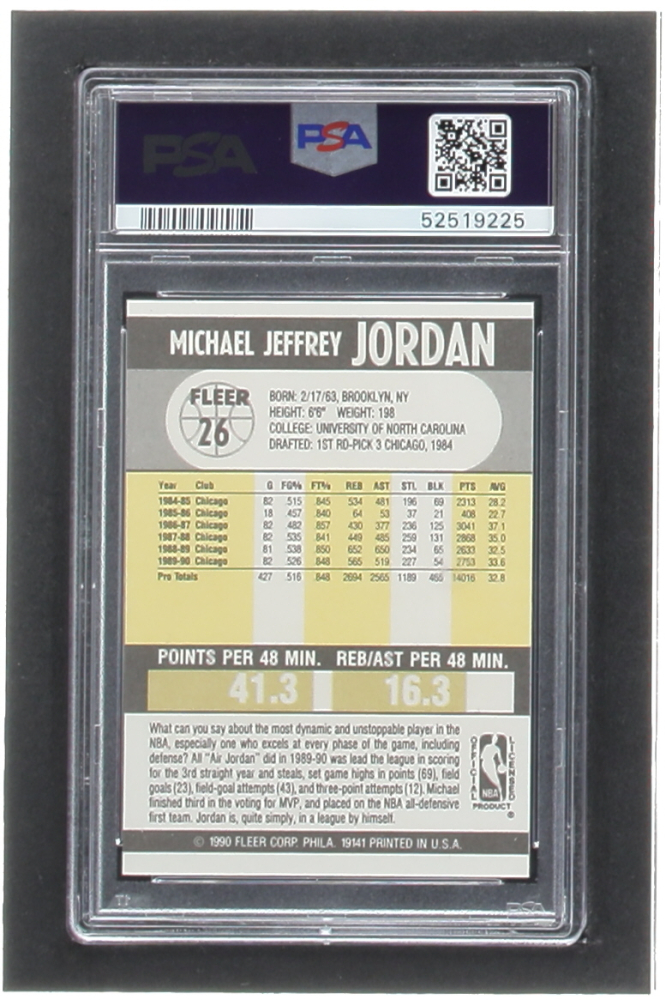 PSA PSA
52519225
MICHAEL JEFFREY JORDAN
FLEER
26
BORN: 2/17/63, BROOKLYN, NY
HEIGHT: 6'6" WEIGHT: 198
COLLEGE: UNIVERSITY OF NORTH CAROLINA
DRAFTED: 1ST RD-PICK 3 CHICAGO, 1984
Year Club G FG% FT% REB AST STL BLK PTS AVG
1984-85 Chicago 82 .515 .845 534 481 196 69 2313 28.2
1985-86 Chicago 18 .457 .840 64 53 37 21 408 22.7
1986-87 Chicago 82 .482 .857 430 377 236 125 3041 37.1
1987-88 Chicago 82 .535 .841 449 485 259 131 2868 35.0
1988-89 Chicago 81 .538 .850 652 650 234 65 2633 32.5
1989-90 Chicago 82 .526 .848 565 519 227 54 2753 33.6
Pro Totals 427 .516 .848 2694 2565 1189 465 14016 32.8
POINTS PER 48 MIN. REB/AST PER 48 MIN.
41.3 16.3
What can you say about the most dynamic and unstoppable player in the
NBA, especially one who excels at every phase of the game, including
defense? All "Air Jordan" did in 1989-90 was lead the league in scoring
for the 3rd straight year and steals, set game highs in points (69), field
goals (23), field-goal attempts (43), and three-point attempts (12). Michael
finished third in the voting for MVP, and placed on the NBA all-defensive
first team. Jordan is, quite simply, in a league by himself.
OFFICIAL
LICENSED
NBA
PRODUCT ®
© 1990 FLEER CORP. PHILA. 19141 PRINTED IN U.S.A.
PSA